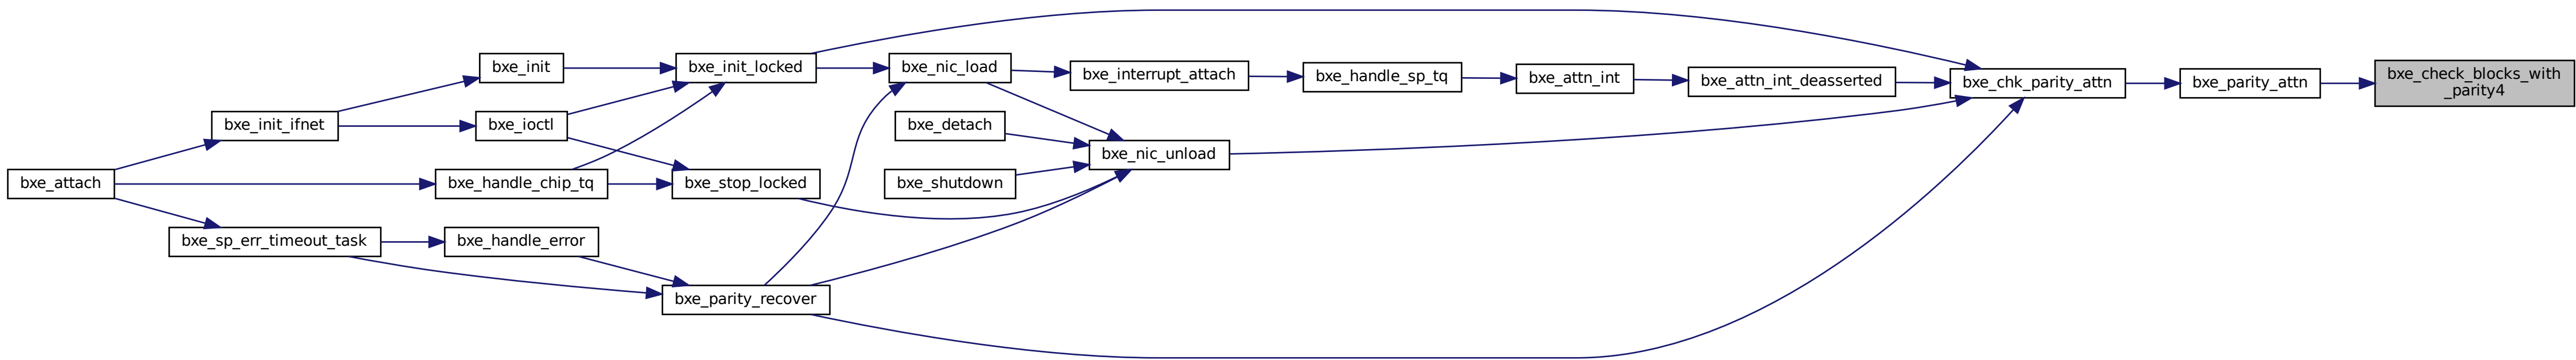 bxe_attach
bxe_init_ifnet
bxe_sp_err_timeout_task
bxe_init
bxe_ioctl
bxe_handle_chip_tq
bxe_handle_error
bxe_init_locked
bxe_stop_locked
bxe_parity_recover
bxe_nic_load
bxe_detach
bxe_shutdown
bxe_interrupt_attach
bxe_nic_unload
bxe_handle_sp_tq
bxe_attn_int
bxe_attn_int_deasserted
bxe_chk_parity_attn
bxe_parity_attn
bxe_check_blocks_with
_parity4